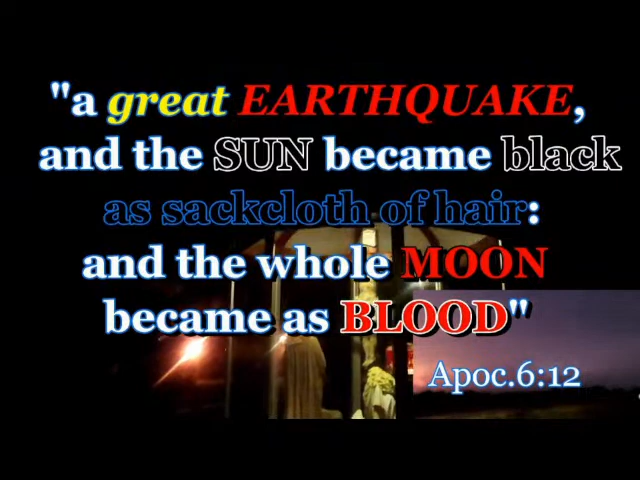 "a great EARTHQUAKE,
and the SUN became black
as sackcloth of hair:
and the whole MOON
became as BLOOD"
Apoc.6:12